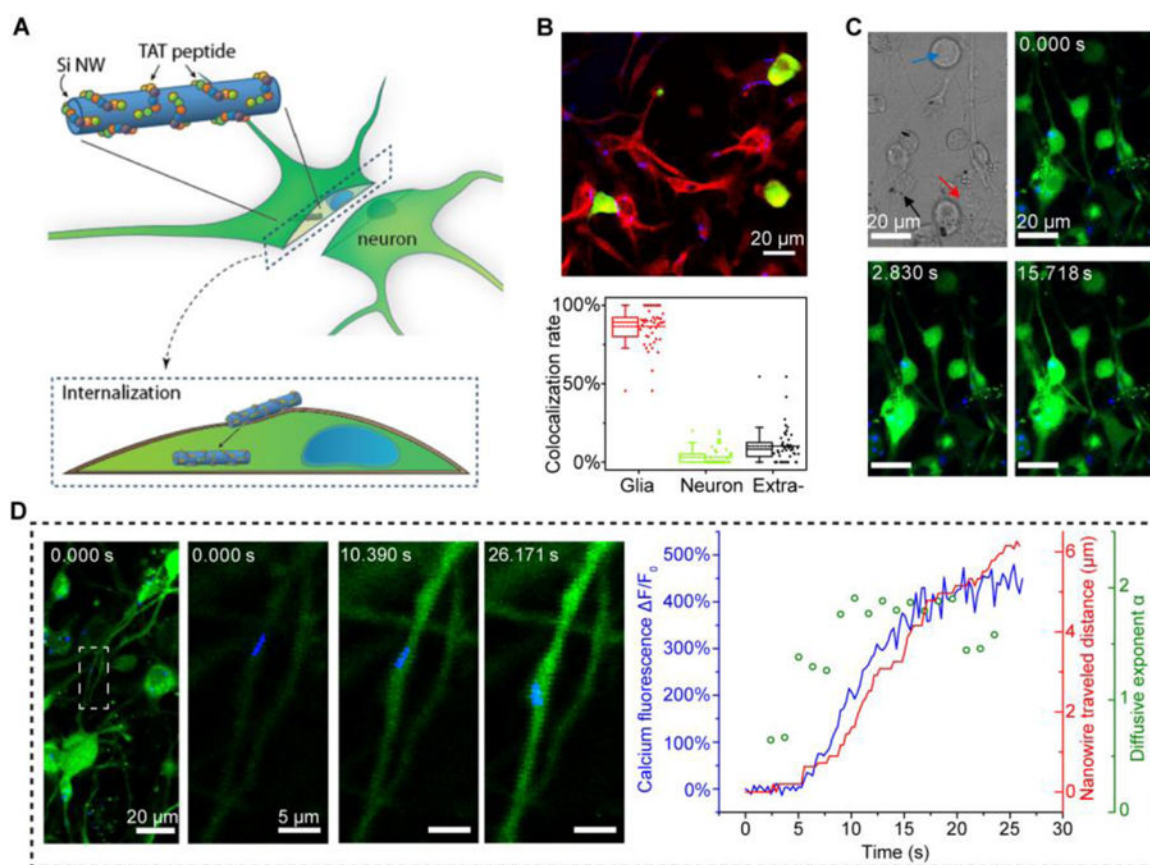 A
Si NW
TAT peptide
neuron
Internalization
B
20 μm
Colocalization rate
100%
50%
0%
Glia
Neuron
Extra-
C
20 μm
0.000 s
20 μm
2.830 s
15.718 s
D
0.000 s
20 μm
0.000 s
5 μm
10.390 s
26.171 s
Calcium fluorescence ΔF/F₀
500%
400%
300%
200%
100%
0%
0
5
10
15
20
25
30
Time (s)
Nanowire traveled distance (μm)
6
4
2
0
Diffusive exponent α
2
1
0